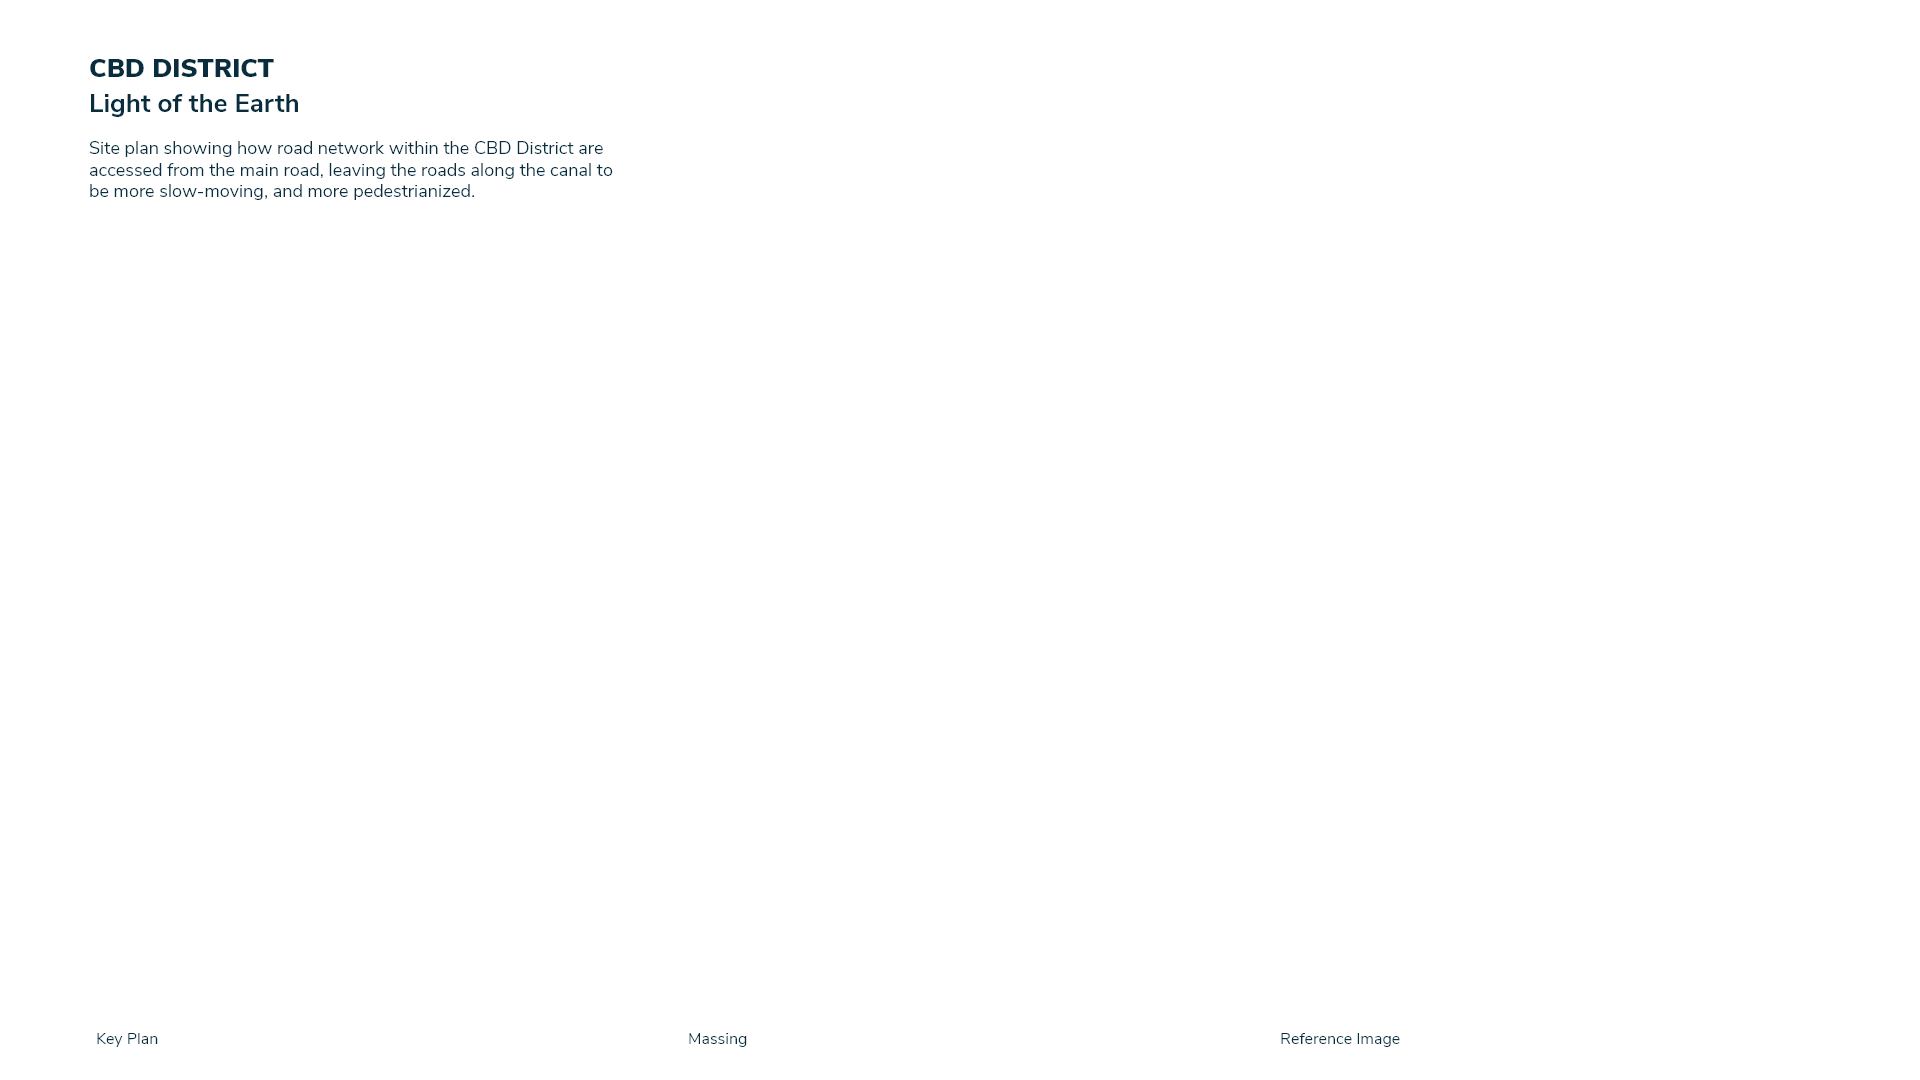 CBD DISTRICT
Light of the Earth
Site plan showing how road network within the CBD District are
accessed from the main road, leaving the roads along the canal to
be more slow-moving, and more pedestrianized.
Key Plan
Massing
Reference Image